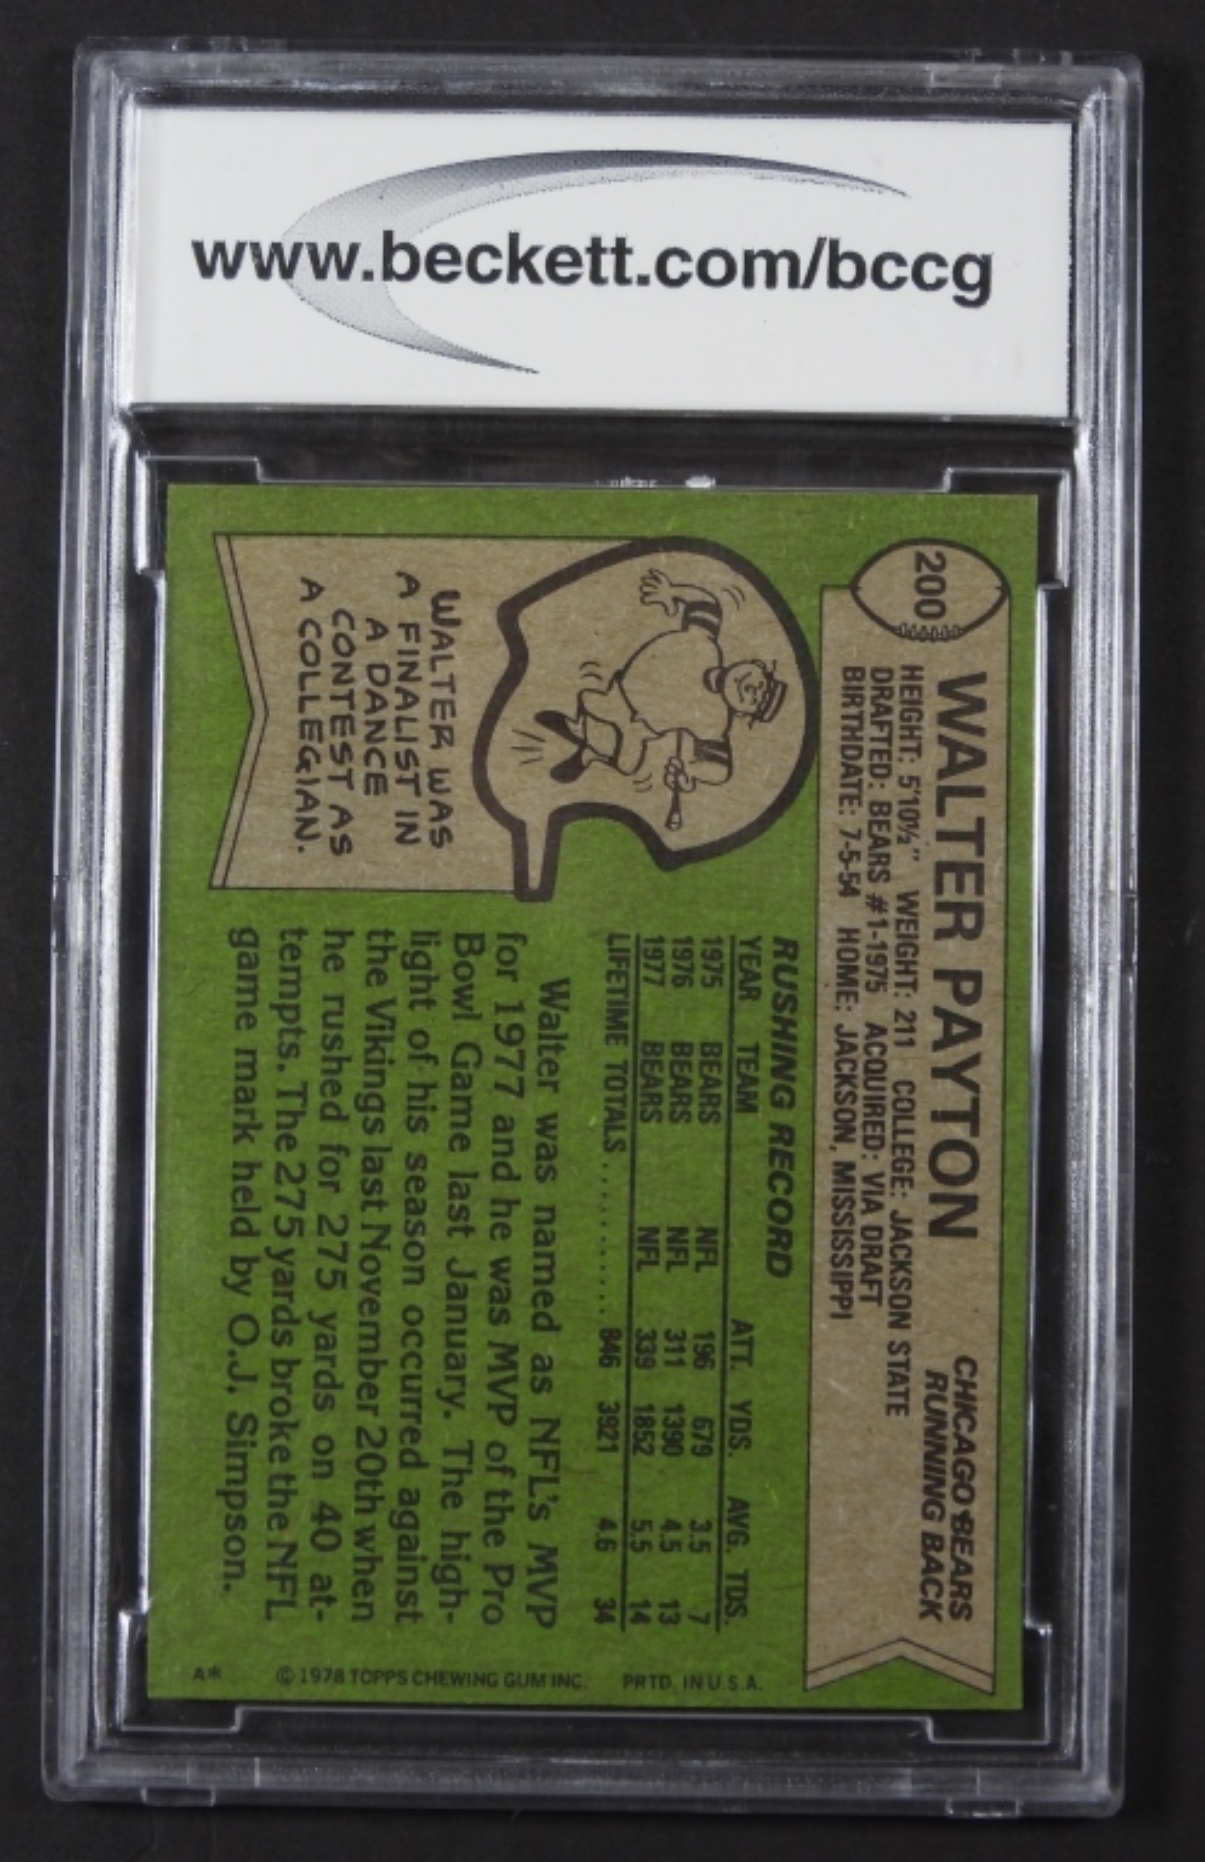 www.beckett.com/bccg
200
WALTER PAYTON
CHICAGO BEARS
RUNNING BACK
HEIGHT: 5'10½" WEIGHT: 211 COLLEGE: JACKSON STATE
DRAFTED: BEARS #1-1975 ACQUIRED: VIA DRAFT
BIRTHDATE: 7-5-54 HOME: JACKSON, MISSISSIPPI
WALTER WAS
A FINALIST IN
A DANCE
CONTEST AS
A COLLEGIAN.
RUSHING RECORD
YEAR TEAM ATT. YDS. AVG. TDS.
1975 BEARS NFL 196 679 3.5 7
1976 BEARS NFL 311 1390 4.5 13
1977 BEARS NFL 339 1852 5.5 14
LIFETIME TOTALS .......... 846 3921 4.6 34
Walter was named as NFL's MVP
for 1977 and he was MVP of the Pro
Bowl Game last January. The high-
light of his season occurred against
the Vikings last November 20th when
he rushed for 275 yards on 40 at-
tempts. The 275 yards broke the NFL
game mark held by O.J. Simpson.
A* © 1978 TOPPS CHEWING GUM INC. PRTD. IN U.S.A.